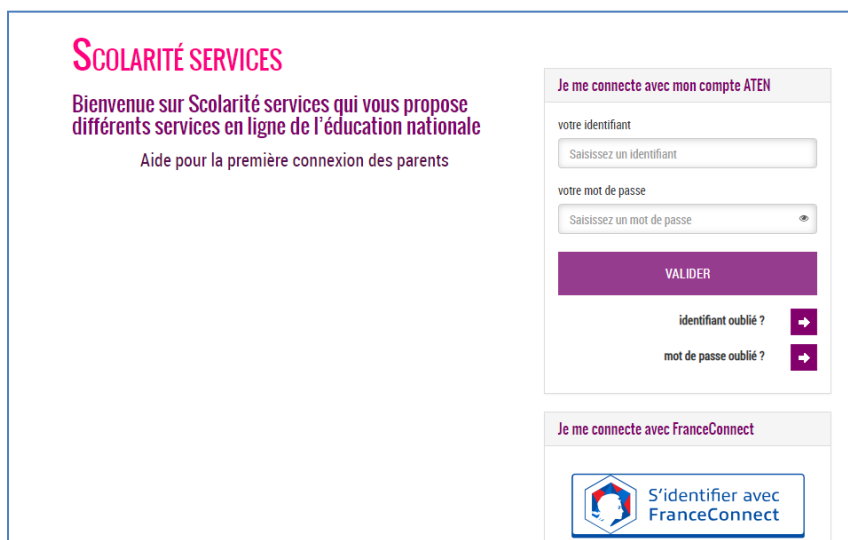 SCOLARITÉ SERVICES
Bienvenue sur Scolarité services qui vous propose
différents services en ligne de l'éducation nationale
Aide pour la première connexion des parents
Je me connecte avec mon compte ATEN
votre identifiant
Saisissez un identifiant
votre mot de passe
Saisissez un mot de passe
VALIDER
identifiant oublié ?
mot de passe oublié ?
Je me connecte avec FranceConnect
S'identifier avec
FranceConnect